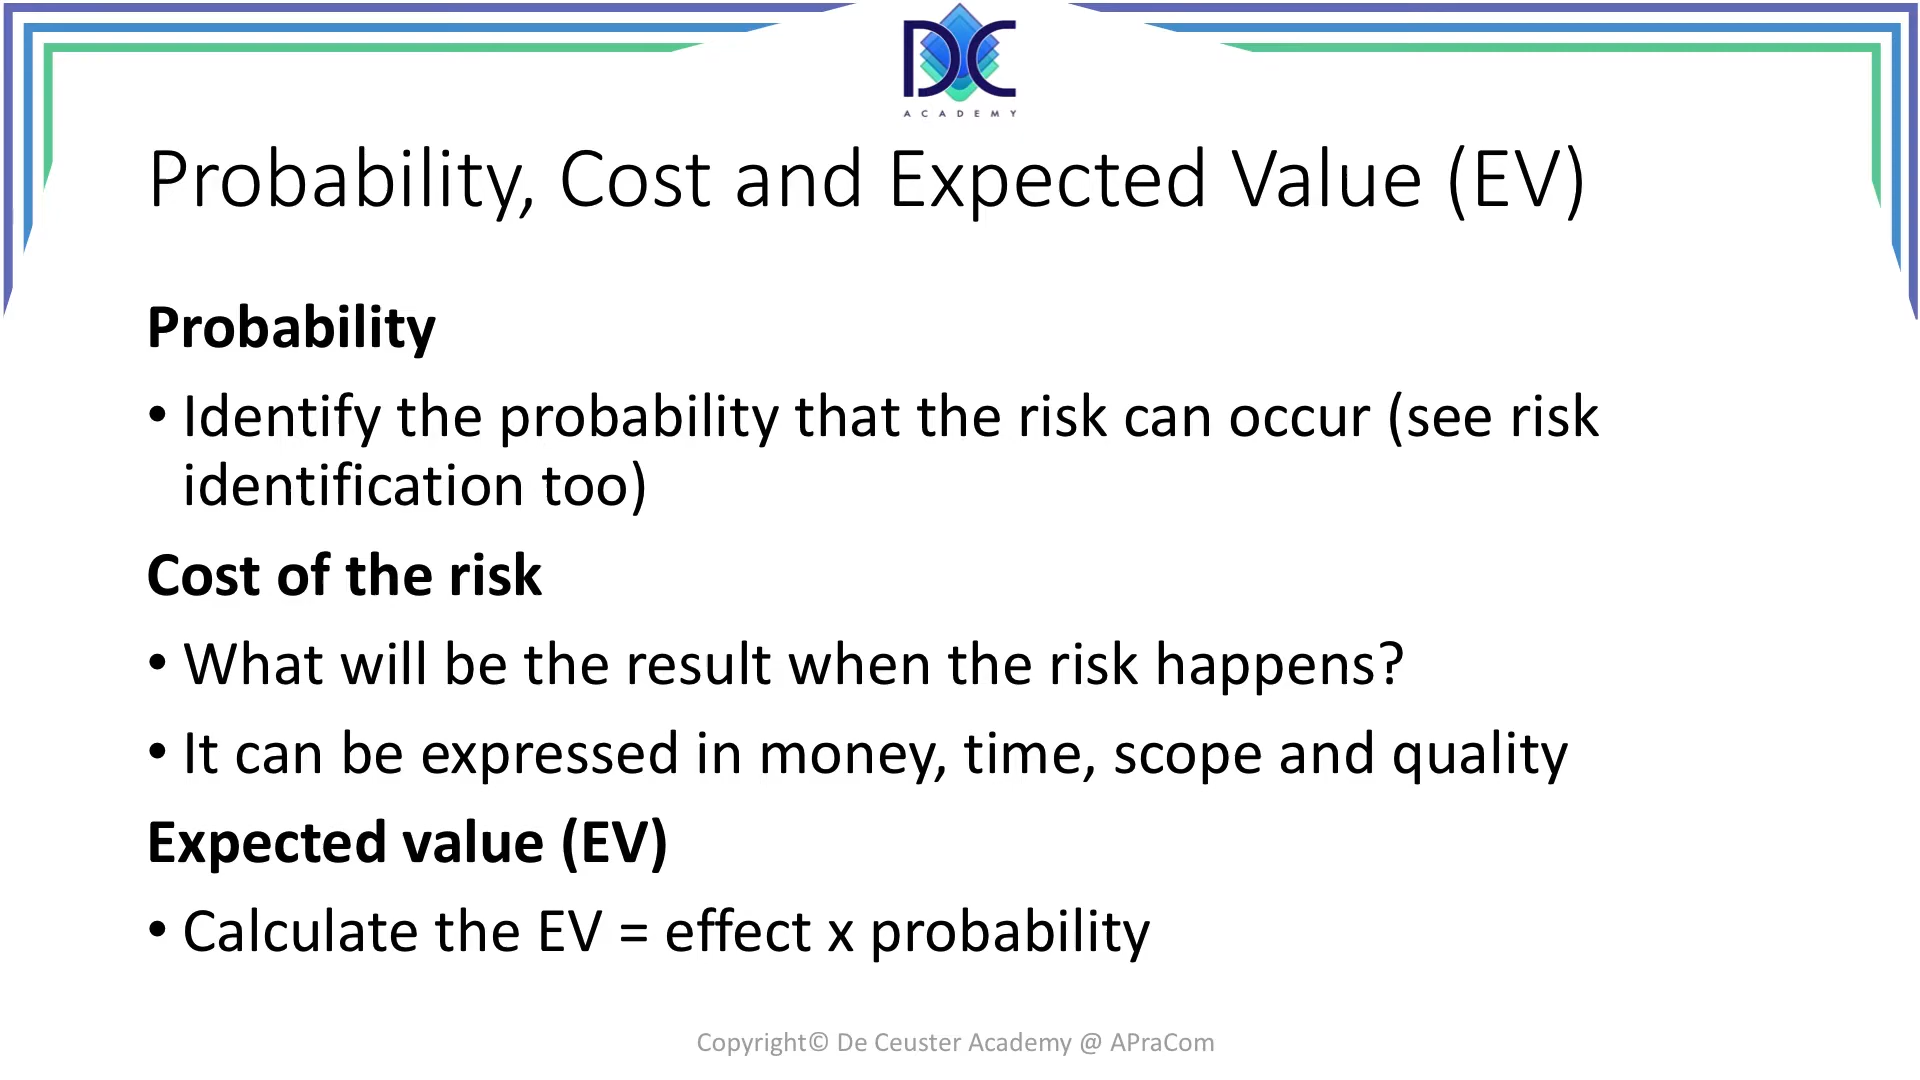 DC
ACADEMY
Probability, Cost and Expected Value (EV)
Probability
• Identify the probability that the risk can occur (see risk
identification too)
Cost of the risk
• What will be the result when the risk happens?
• It can be expressed in money, time, scope and quality
Expected value (EV)
• Calculate the EV = effect x probability
Copyright© De Ceuster Academy @ APraCom